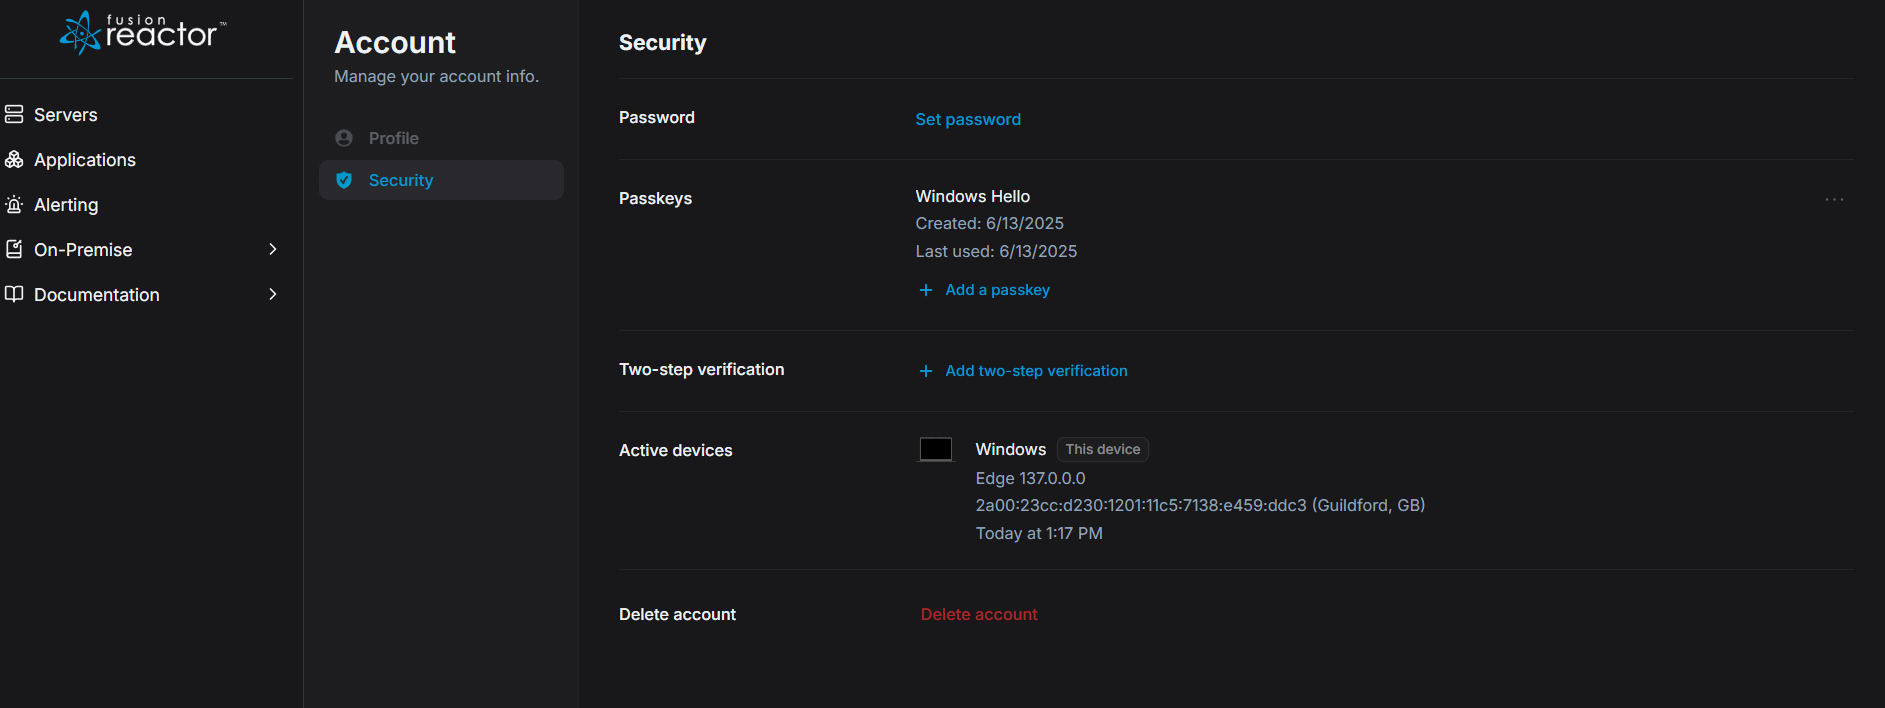 fusion
reactor™
Servers
Applications
Alerting
On-Premise
Documentation
Account
Manage your account info.
Profile
Security
Security
Password
Set password
Passkeys
Windows Hello
Created: 6/13/2025
Last used: 6/13/2025
Add a passkey
Two-step verification
Add two-step verification
Active devices
Windows This device
Edge 137.0.0.0
2a00:23cc:d230:1201:11c5:7138:e459:ddc3 (Guildford, GB)
Today at 1:17 PM
Delete account
Delete account